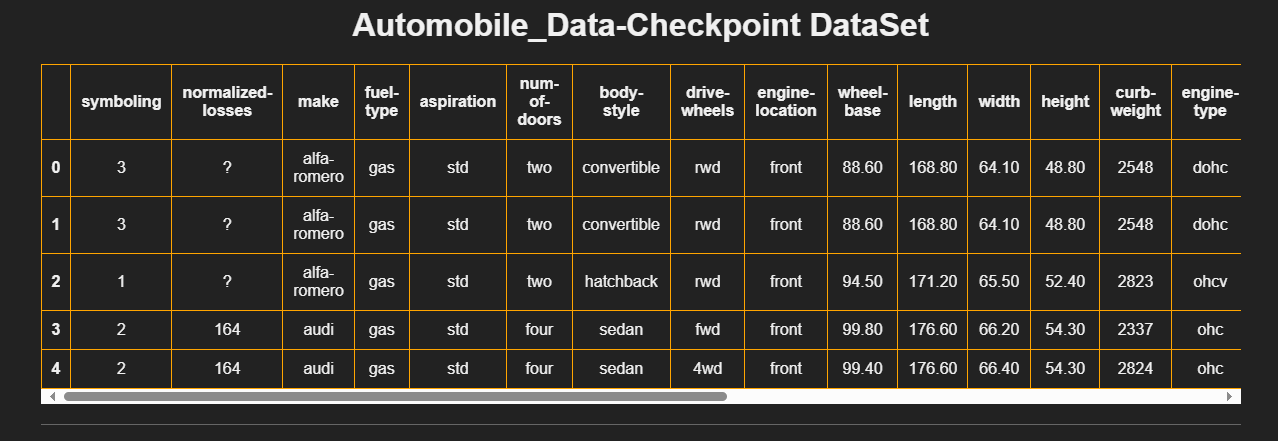 Automobile_Data-Checkpoint DataSet
symboling normalized-losses make fuel-type aspiration num-of-doors body-style drive-wheels engine-location wheel-base length width height curb-weight engine-type
0 3 ? alfa-romero gas std two convertible rwd front 88.60 168.80 64.10 48.80 2548 dohc
1 3 ? alfa-romero gas std two convertible rwd front 88.60 168.80 64.10 48.80 2548 dohc
2 1 ? alfa-romero gas std two hatchback rwd front 94.50 171.20 65.50 52.40 2823 ohcv
3 2 164 audi gas std four sedan fwd front 99.80 176.60 66.20 54.30 2337 ohc
4 2 164 audi gas std four sedan 4wd front 99.40 176.60 66.40 54.30 2824 ohc